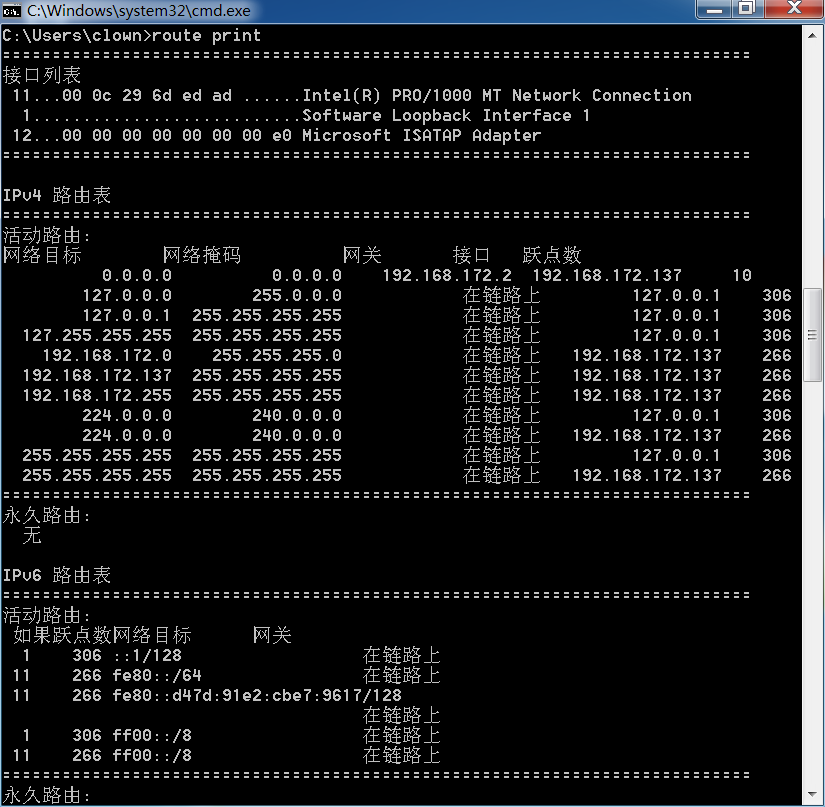 C:\Windows\system32\cmd.exe
C:\Users\clown>route print
===========================================================================
接口列表
 11...00 0c 29 6d ed ad ......Intel(R) PRO/1000 MT Network Connection
  1...........................Software Loopback Interface 1
 12...00 00 00 00 00 00 00 e0 Microsoft ISATAP Adapter
===========================================================================
IPv4 路由表
===========================================================================
活动路由:
网络目标        网络掩码          网关       接口   跃点数
          0.0.0.0          0.0.0.0    192.168.172.2  192.168.172.137     10
        127.0.0.0        255.0.0.0            在链路上         127.0.0.1    306
        127.0.0.1  255.255.255.255            在链路上         127.0.0.1    306
  127.255.255.255  255.255.255.255            在链路上         127.0.0.1    306
    192.168.172.0    255.255.255.0            在链路上   192.168.172.137    266
  192.168.172.137  255.255.255.255            在链路上   192.168.172.137    266
  192.168.172.255  255.255.255.255            在链路上   192.168.172.137    266
        224.0.0.0        240.0.0.0            在链路上         127.0.0.1    306
        224.0.0.0        240.0.0.0            在链路上   192.168.172.137    266
  255.255.255.255  255.255.255.255            在链路上         127.0.0.1    306
  255.255.255.255  255.255.255.255            在链路上   192.168.172.137    266
===========================================================================
永久路由:
  无
IPv6 路由表
===========================================================================
活动路由:
 如果跃点数网络目标      网关
  1    306 ::1/128                  在链路上
 11    266 fe80::/64                在链路上
 11    266 fe80::d47d:91e2:cbe7:9617/128
                                    在链路上
  1    306 ff00::/8                 在链路上
 11    266 ff00::/8                 在链路上
===========================================================================
永久路由: